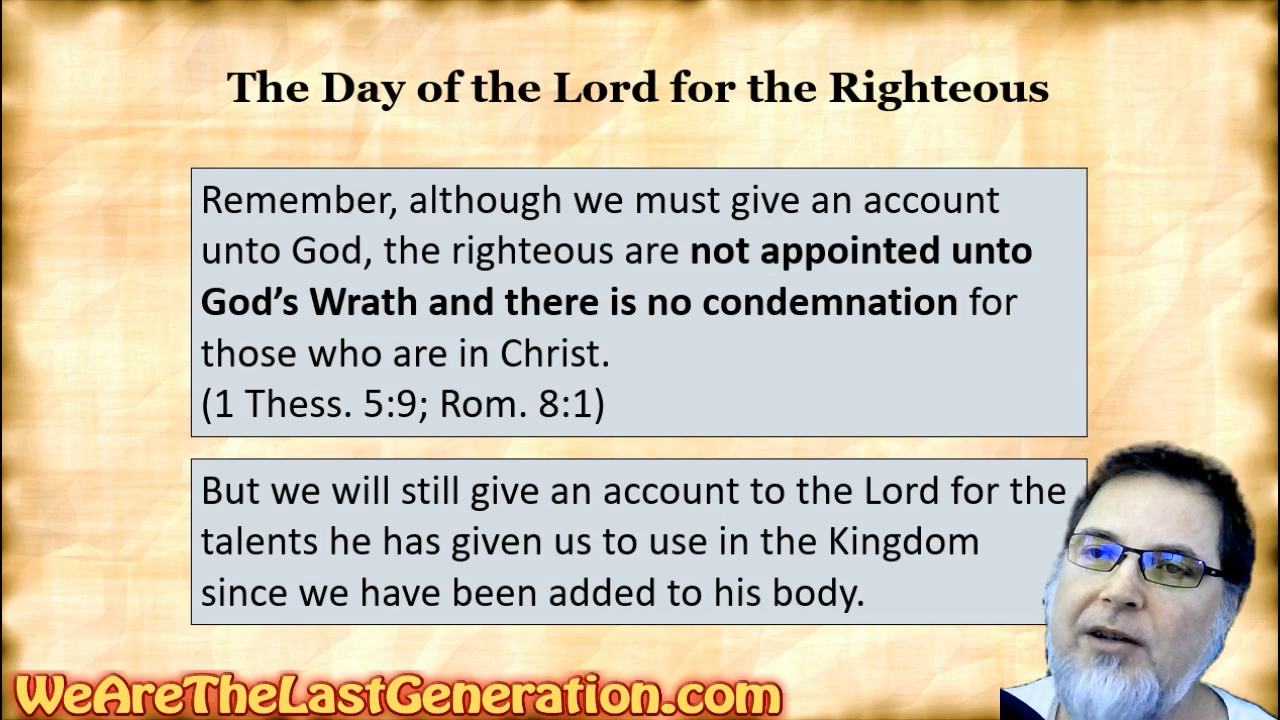 The Day of the Lord for the Righteous
Remember, although we must give an account
unto God, the righteous are not appointed unto
God’s Wrath and there is no condemnation for
those who are in Christ.
(1 Thess. 5:9; Rom. 8:1)
But we will still give an account to the Lord for the
talents he has given us to use in the Kingdom
since we have been added to his body.
WeAreTheLastGeneration.com